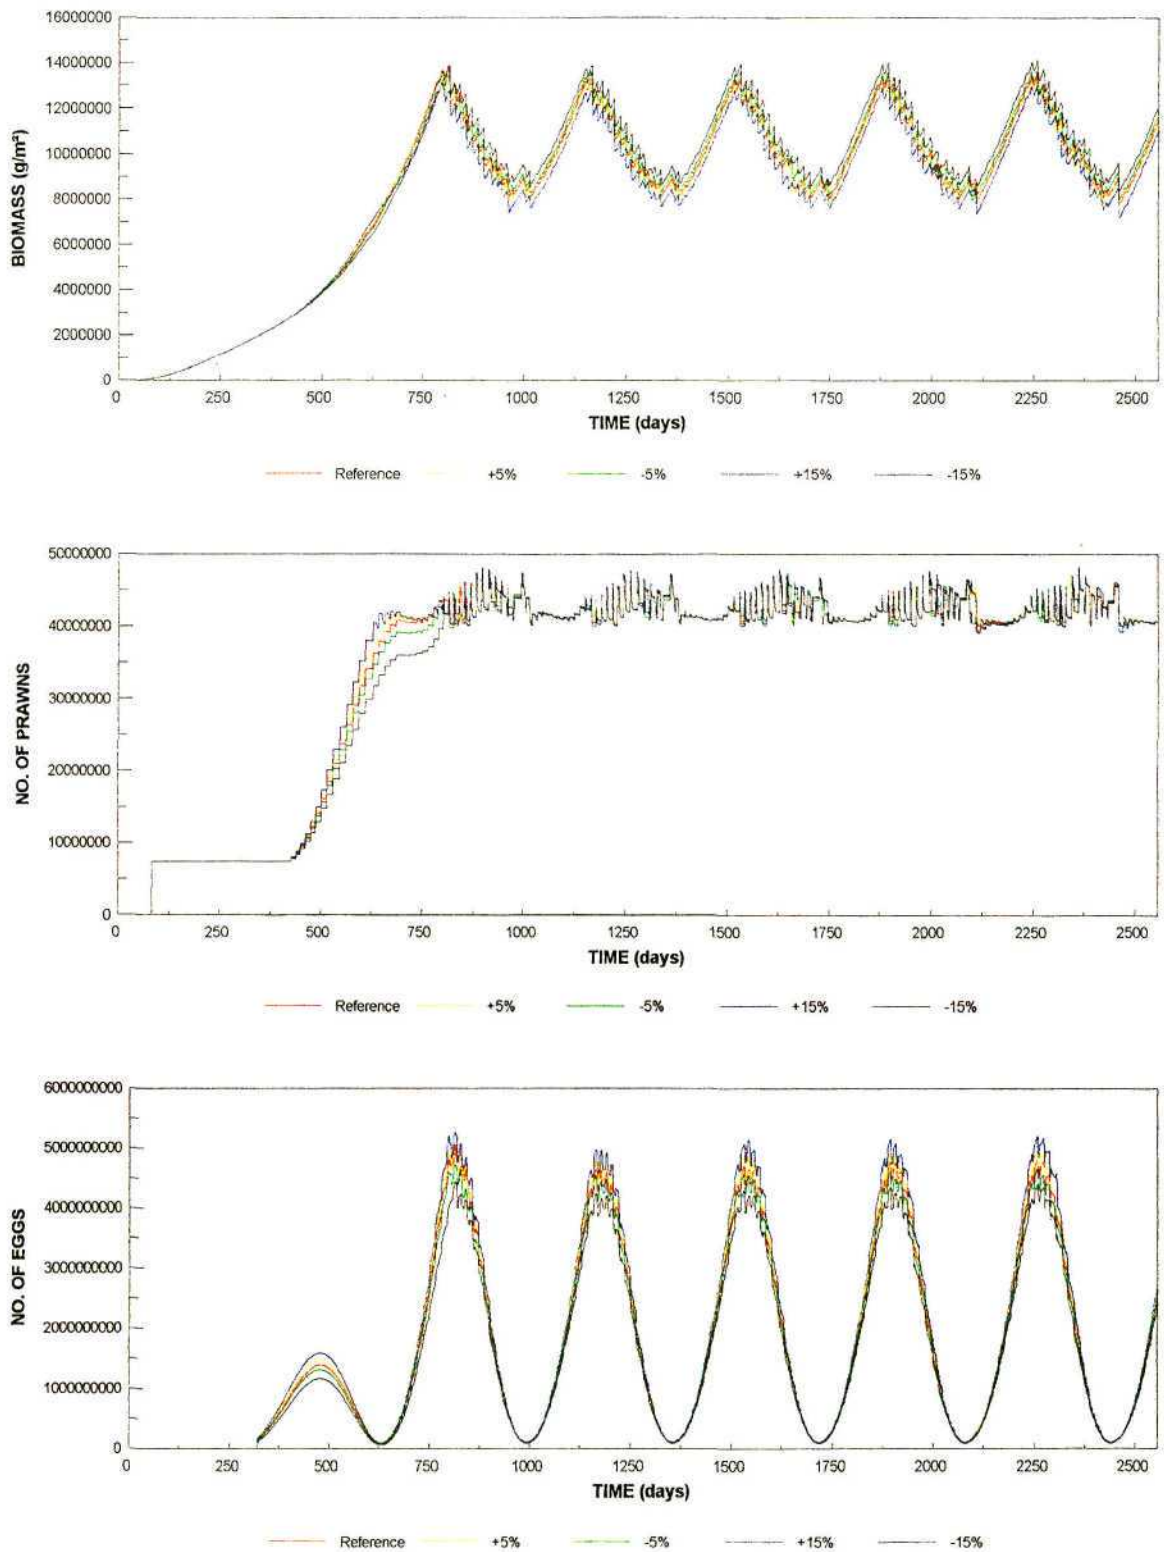 16000000
14000000
12000000
10000000
8000000
6000000
4000000
2000000
0
BIOMASS (g/m²)
0 250 500 750 1000 1250 1500 1750 2000 2250 2500
TIME (days)
Reference +5% -5% +15% -15%
50000000
40000000
30000000
20000000
10000000
0
NO. OF PRAWNS
0 250 500 750 1000 1250 1500 1750 2000 2250 2500
TIME (days)
Reference +5% -5% +15% -15%
6000000000
5000000000
4000000000
3000000000
2000000000
1000000000
0
NO. OF EGGS
0 250 500 750 1000 1250 1500 1750 2000 2250 2500
TIME (days)
Reference +5% -5% +15% -15%